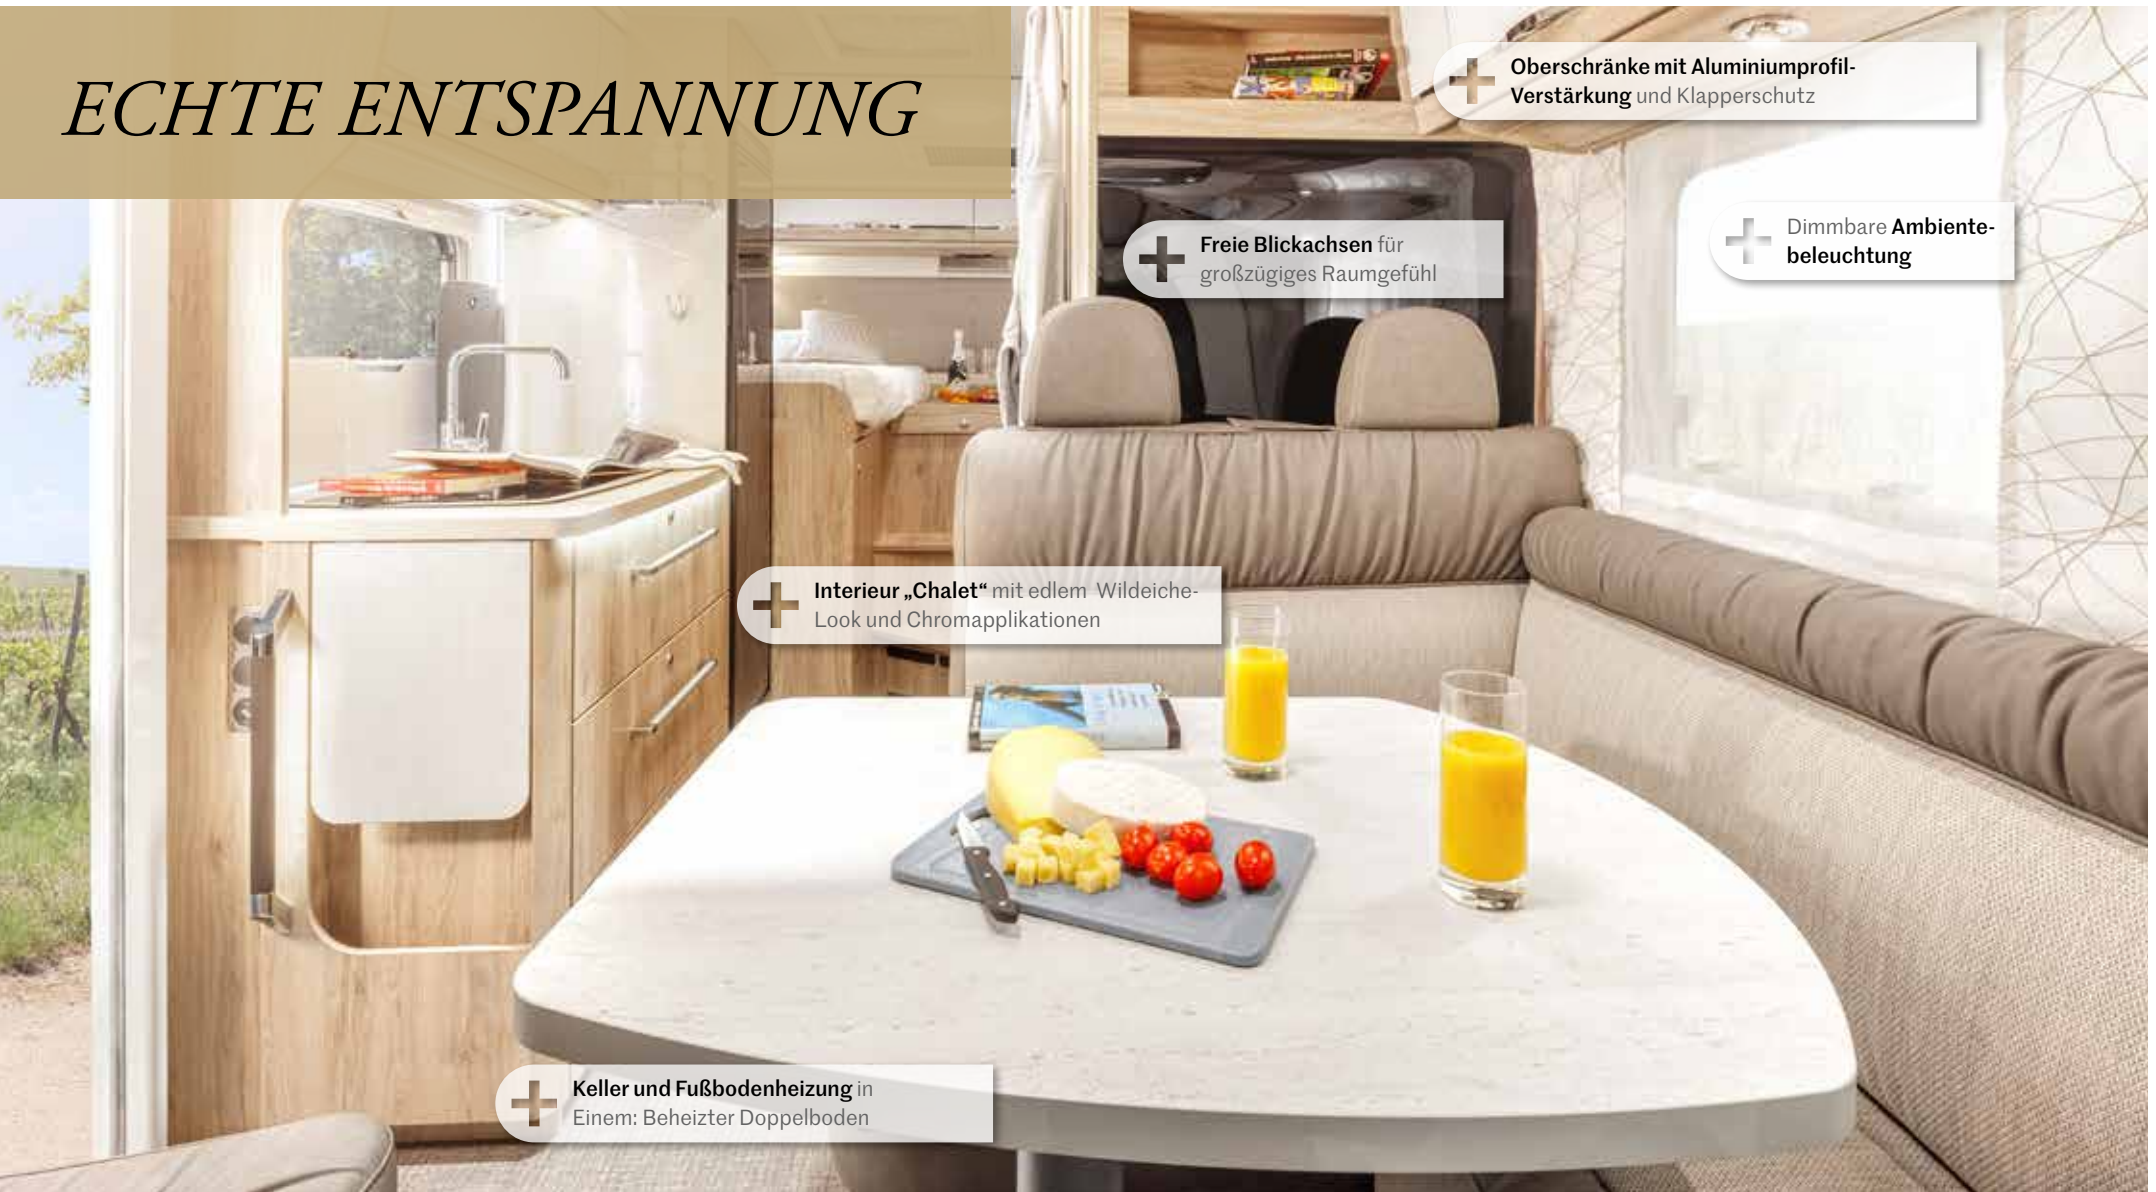 ECHTE ENTSPANNUNG
Oberschränke mit Aluminiumprofil-
Verstärkung und Klapperschutz
Freie Blickachsen für
großzügiges Raumgefühl
Dimmbare Ambiente-
beleuchtung
Interieur „Chalet“ mit edlem Wildeiche-
Look und Chromapplikationen
Keller und Fußbodenheizung in
Einem: Beheizter Doppelboden